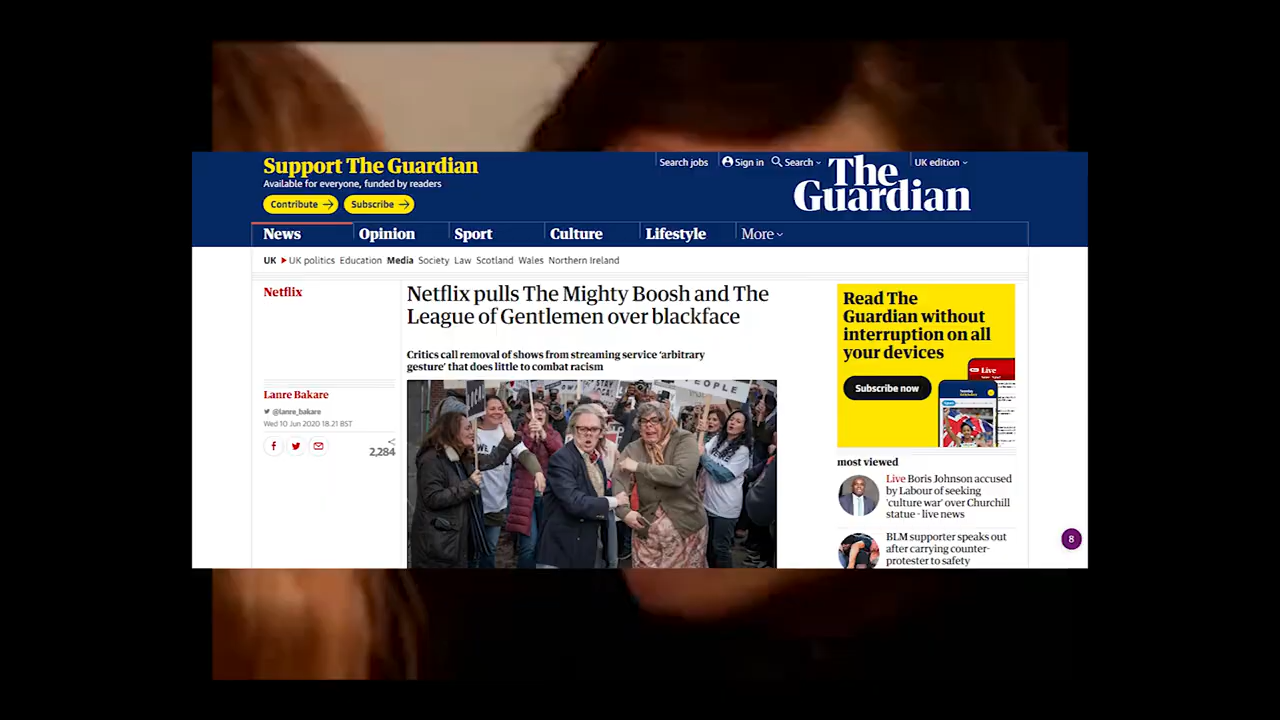 Support The Guardian
Available for everyone, funded by readers
Contribute →
Subscribe →
Search jobs
Sign in
Search
The Guardian
UK edition
News
Opinion
Sport
Culture
Lifestyle
More
UK
UK politics
Education
Media
Society
Law
Scotland
Wales
Northern Ireland
Netflix
Netflix pulls The Mighty Boosh and The
League of Gentlemen over blackface
Critics call removal of shows from streaming service ‘arbitrary
gesture’ that does little to combat racism
Lanre Bakare
@lanre_bakare
Wed 10 Jun 2020 18.21 BST
2,284
PEOPLE
Read The
Guardian without
interruption on all
your devices
Subscribe now
Live
most viewed
Live Boris Johnson accused
by Labour of seeking
'culture war' over Churchill
statue - live news
BLM supporter speaks out
after carrying counter-
protester to safety
8